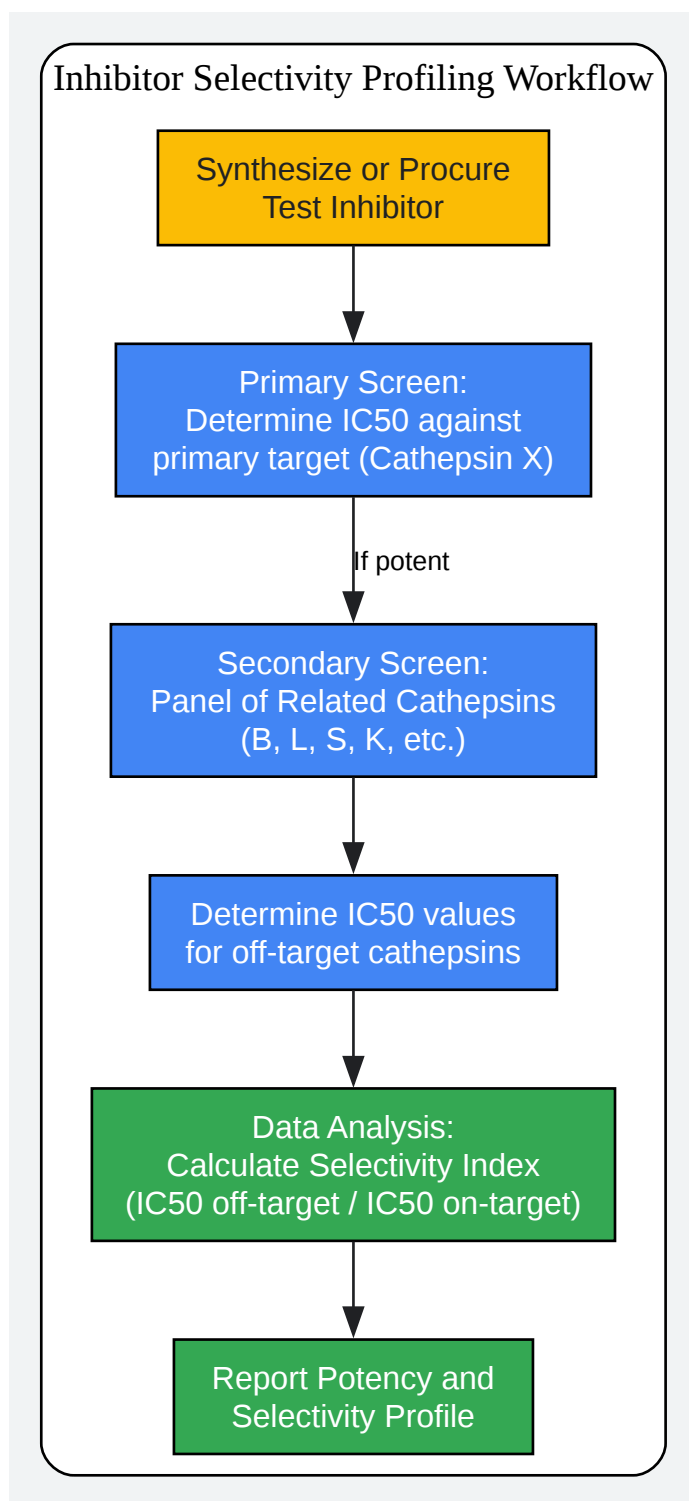 Inhibitor Selectivity Profiling Workflow
Synthesize or Procure
Test Inhibitor
Primary Screen:
Determine IC50 against
primary target (Cathepsin X)
If potent
Secondary Screen:
Panel of Related Cathepsins
(B, L, S, K, etc.)
Determine IC50 values
for off-target cathepsins
Data Analysis:
Calculate Selectivity Index
(IC50 off-target / IC50 on-target)
Report Potency and
Selectivity Profile